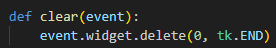 def clear(event):
    event.widget.delete(0, tk.END)